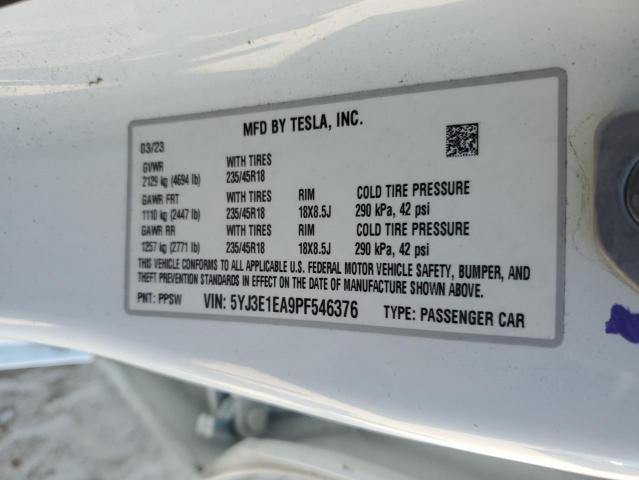 MFD BY TESLA, INC.
03/23
GVWR WITH TIRES
2129 kg (4694 lb) 235/45R18
GAWR FRT WITH TIRES RIM COLD TIRE PRESSURE
1110 kg (2447 lb) 235/45R18 18X8.5J 290 kPa, 42 psi
GAWR RR WITH TIRES RIM COLD TIRE PRESSURE
1257 kg (2771 lb) 235/45R18 18X8.5J 290 kPa, 42 psi
THIS VEHICLE CONFORMS TO ALL APPLICABLE U.S. FEDERAL MOTOR VEHICLE SAFETY, BUMPER, AND
THEFT PREVENTION STANDARDS IN EFFECT ON THE DATE OF MANUFACTURE SHOWN ABOVE.
PNT: PPSW VIN: 5YJ3E1EA9PF546376 TYPE: PASSENGER CAR